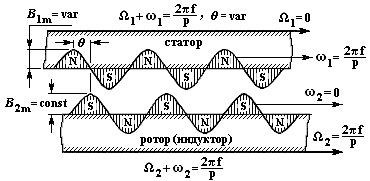 B1m = var
θ
Ω1 + ω1 = 2πf/p , θ = var
Ω1 = 0
статор
N N N
S S S
ω1 = 2πf/p
B2m = const
S S S
N N N
ω2 = 0
ротор (индуктор)
Ω2 = 2πf/p
Ω2 + ω2 = 2πf/p